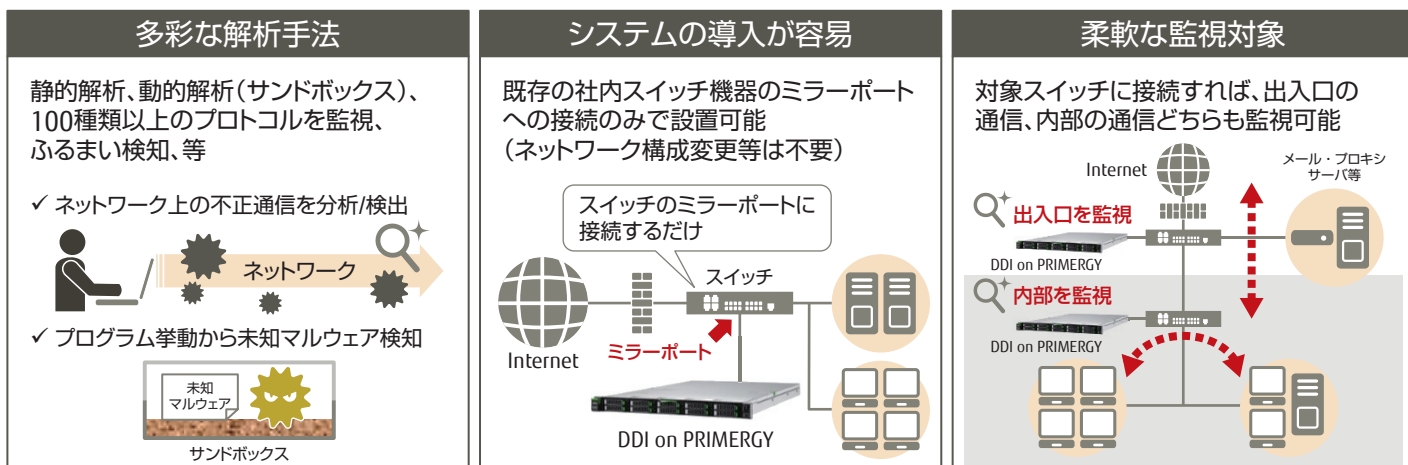 多彩な解析手法
静的解析、動的解析(サンドボックス)、
100種類以上のプロトコルを監視、
ふるまい検知、等
✓ ネットワーク上の不正通信を分析/検出
ネットワーク
✓ プログラム挙動から未知マルウェア検知
未知
マルウェア
サンドボックス
システムの導入が容易
既存の社内スイッチ機器のミラーポート
への接続のみで設置可能
(ネットワーク構成変更等は不要)
スイッチのミラーポートに
接続するだけ
スイッチ
Internet
ミラーポート
DDI on PRIMERGY
柔軟な監視対象
対象スイッチに接続すれば、出入口の
通信、内部の通信どちらも監視可能
Internet
メール・プロキシ
サーバ等
出入口を監視
DDI on PRIMERGY
内部を監視
DDI on PRIMERGY